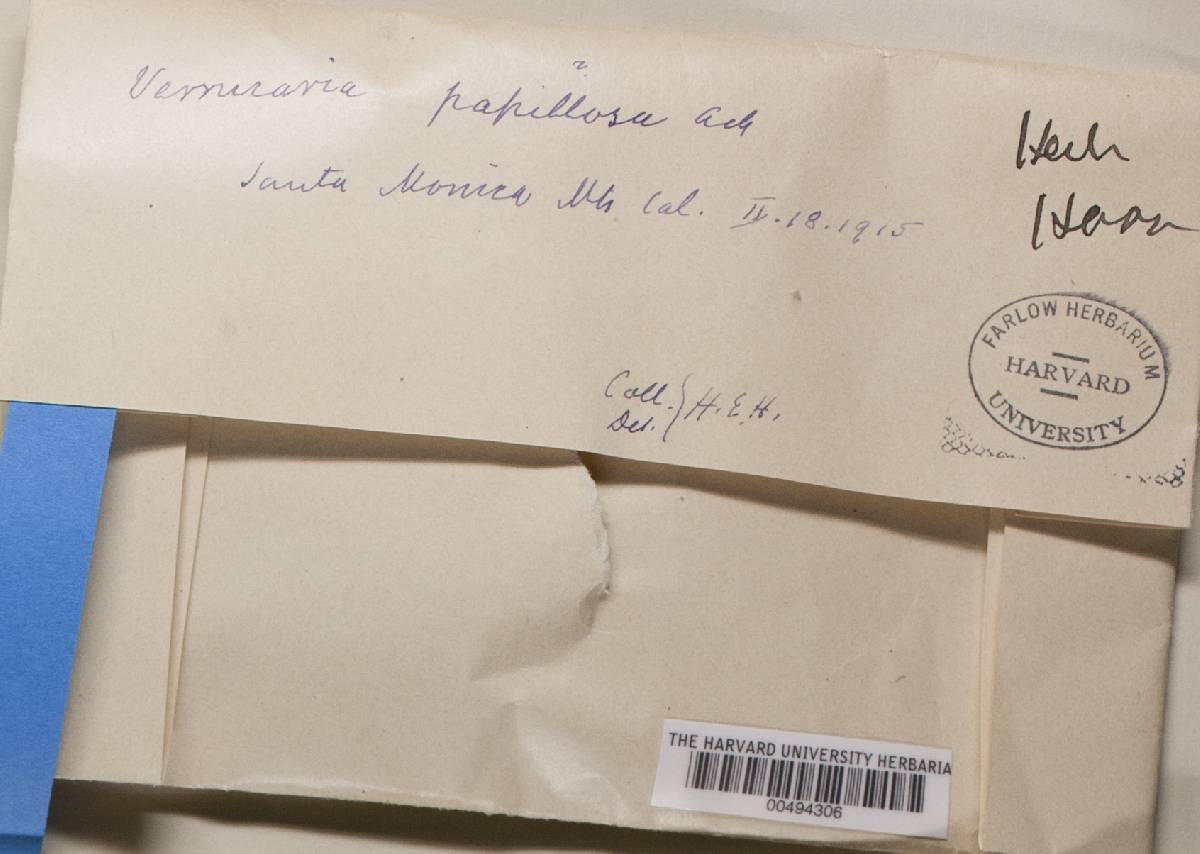 Verrucaria papillosa Ach
Santa Monica Mts Cal. IV.18.1915
Herb
Coll.
Det. } H.E.H.
FARLOW HERBARIUM
HARVARD
UNIVERSITY
THE HARVARD UNIVERSITY HERBARIA
00494306